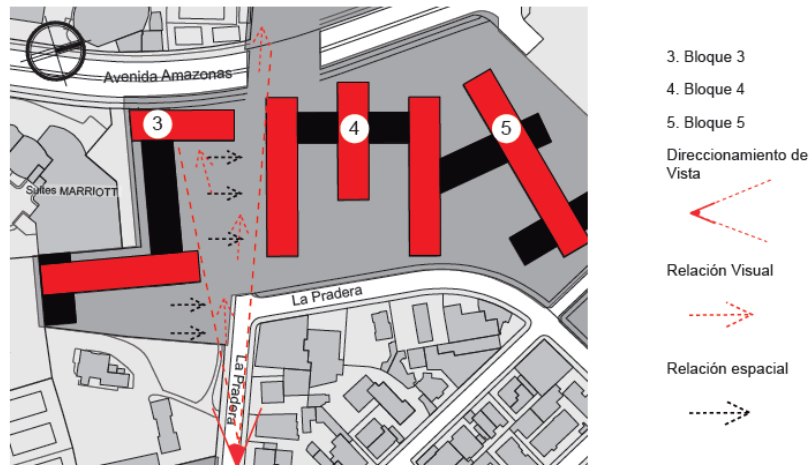 Avenida Amazonas
3
4
5
Suites MARRIOTT
La Pradera
La Pradera
3. Bloque 3
4. Bloque 4
5. Bloque 5
Direccionamiento de
Vista
Relación Visual
Relación espacial